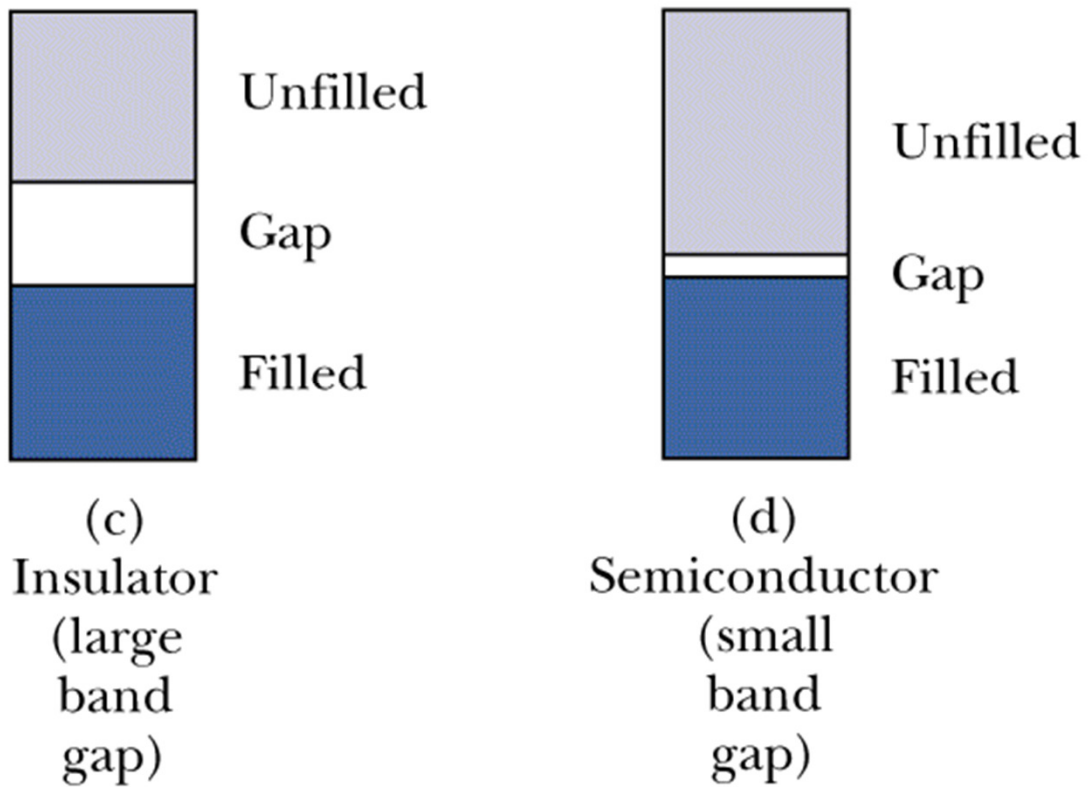 Unfilled
Gap
Filled
(c)
Insulator
(large
band
gap)
Unfilled
Gap
Filled
(d)
Semiconductor
(small
band
gap)